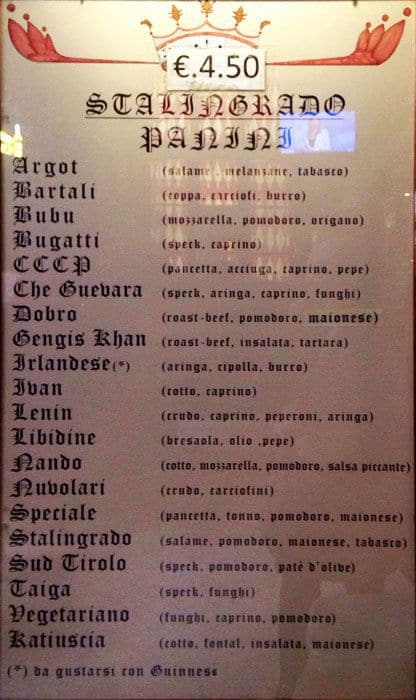 €.4.50
STALINGRADO
PANINI
Argot (salame, melanzane, tabasco)
Bartali (coppa, carciofi, burro)
Bubu (mozzarella, pomodoro, origano)
Bugatti (speck, caprino)
CCCP (pancetta, acciuga, caprino, pepe)
Che Guevara (speck, aringa, caprino, funghi)
Dobro (roast-beef, pomodoro, maionese)
Gengis Khan (roast-beef, insalata, tartara)
Irlandese(*) (aringa, cipolla, burro)
Ivan (cotto, caprino)
Lenin (crudo, caprino, peperoni, aringa)
Libidine (bresaola, olio ,pepe)
Nando (cotto, mozzarella, pomodoro, salsa piccante)
Nuvolari (crudo, carciofini)
Speciale (pancetta, tonno, pomodoro, maionese)
Stalingrado (salame, pomodoro, maionese, tabasco)
Sud Tirolo (speck, pomodoro, patè d'olive)
Taiga (speck, funghi)
Vegetariano (funghi, caprino, pomodoro)
Katiuscia (cotto, fontal, insalata, maionese)
(*) da gustarsi con Guinness